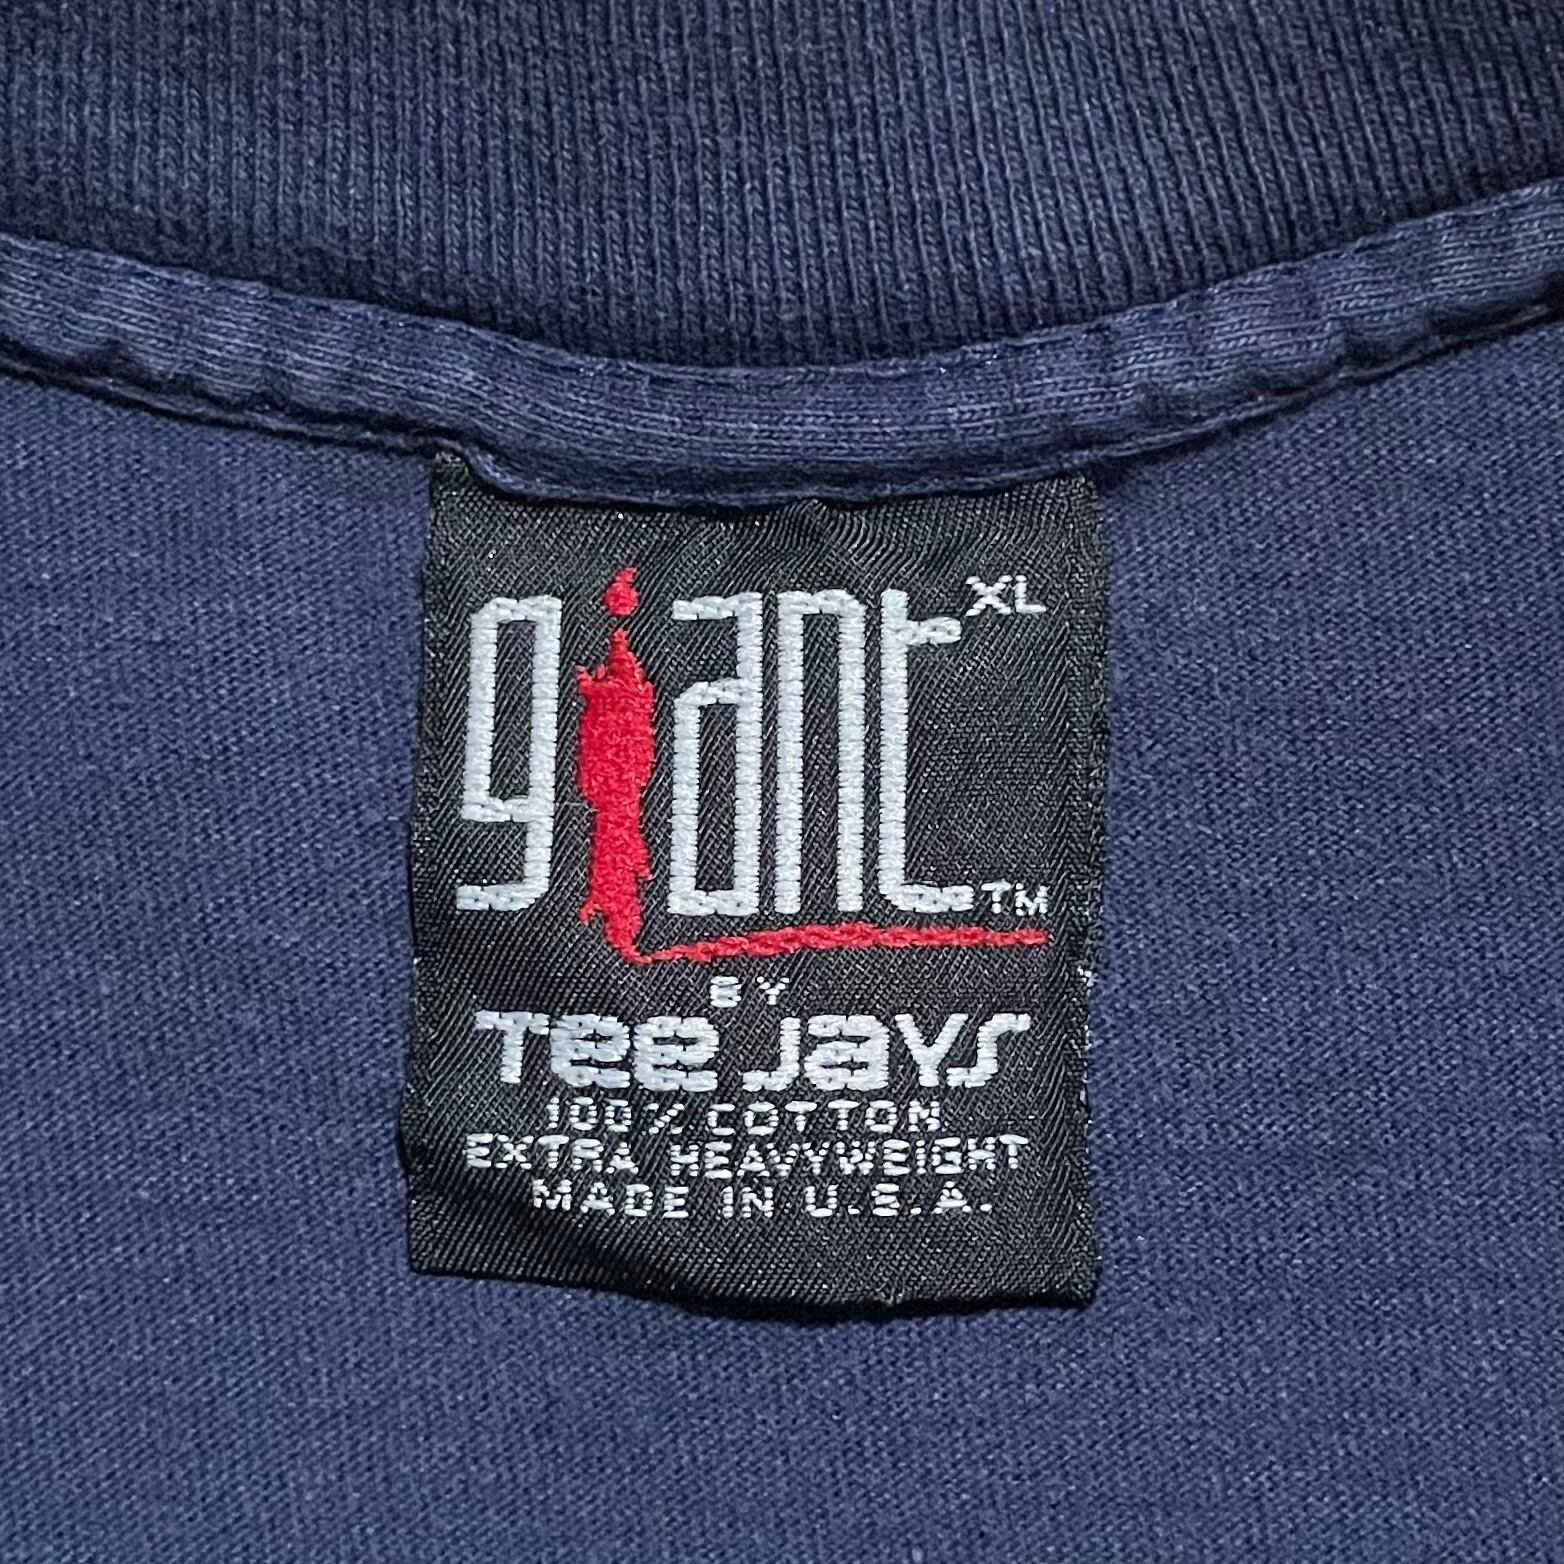 giant XL
TM
BY
Tee Jays
100% COTTON
EXTRA HEAVYWEIGHT
MADE IN U.S.A.